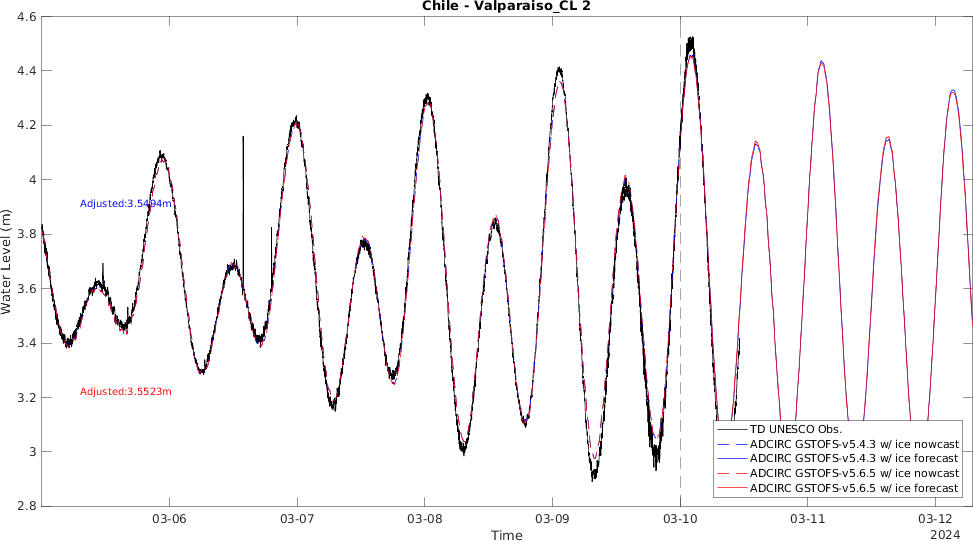 Chile - Valparaiso_CL 2
4.6
4.4
4.2
4
3.8
3.6
3.4
3.2
3
2.8
Water Level (m)
Adjusted:3.5494m
Adjusted:3.5523m
TD UNESCO Obs.
ADCIRC GSTOFS-v5.4.3 w/ ice nowcast
ADCIRC GSTOFS-v5.4.3 w/ ice forecast
ADCIRC GSTOFS-v5.6.5 w/ ice nowcast
ADCIRC GSTOFS-v5.6.5 w/ ice forecast
03-06 03-07 03-08 03-09 03-10 03-11 03-12
Time 2024